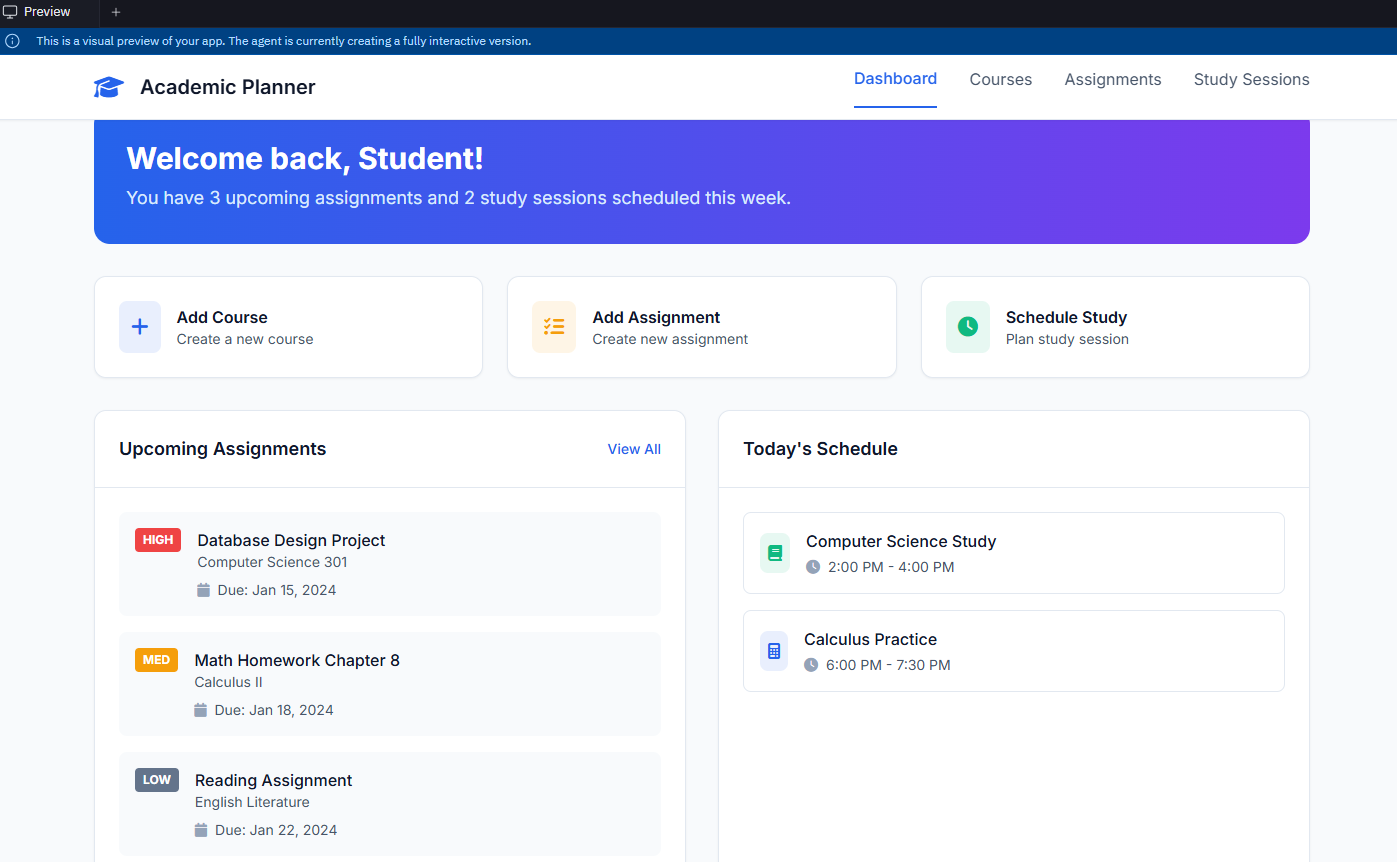 Preview
This is a visual preview of your app. The agent is currently creating a fully interactive version.
Academic Planner
Dashboard
Courses
Assignments
Study Sessions
Welcome back, Student!
You have 3 upcoming assignments and 2 study sessions scheduled this week.
Add Course
Create a new course
Add Assignment
Create new assignment
Schedule Study
Plan study session
Upcoming Assignments
View All
HIGH
Database Design Project
Computer Science 301
Due: Jan 15, 2024
MED
Math Homework Chapter 8
Calculus II
Due: Jan 18, 2024
LOW
Reading Assignment
English Literature
Due: Jan 22, 2024
Today's Schedule
Computer Science Study
2:00 PM - 4:00 PM
Calculus Practice
6:00 PM - 7:30 PM